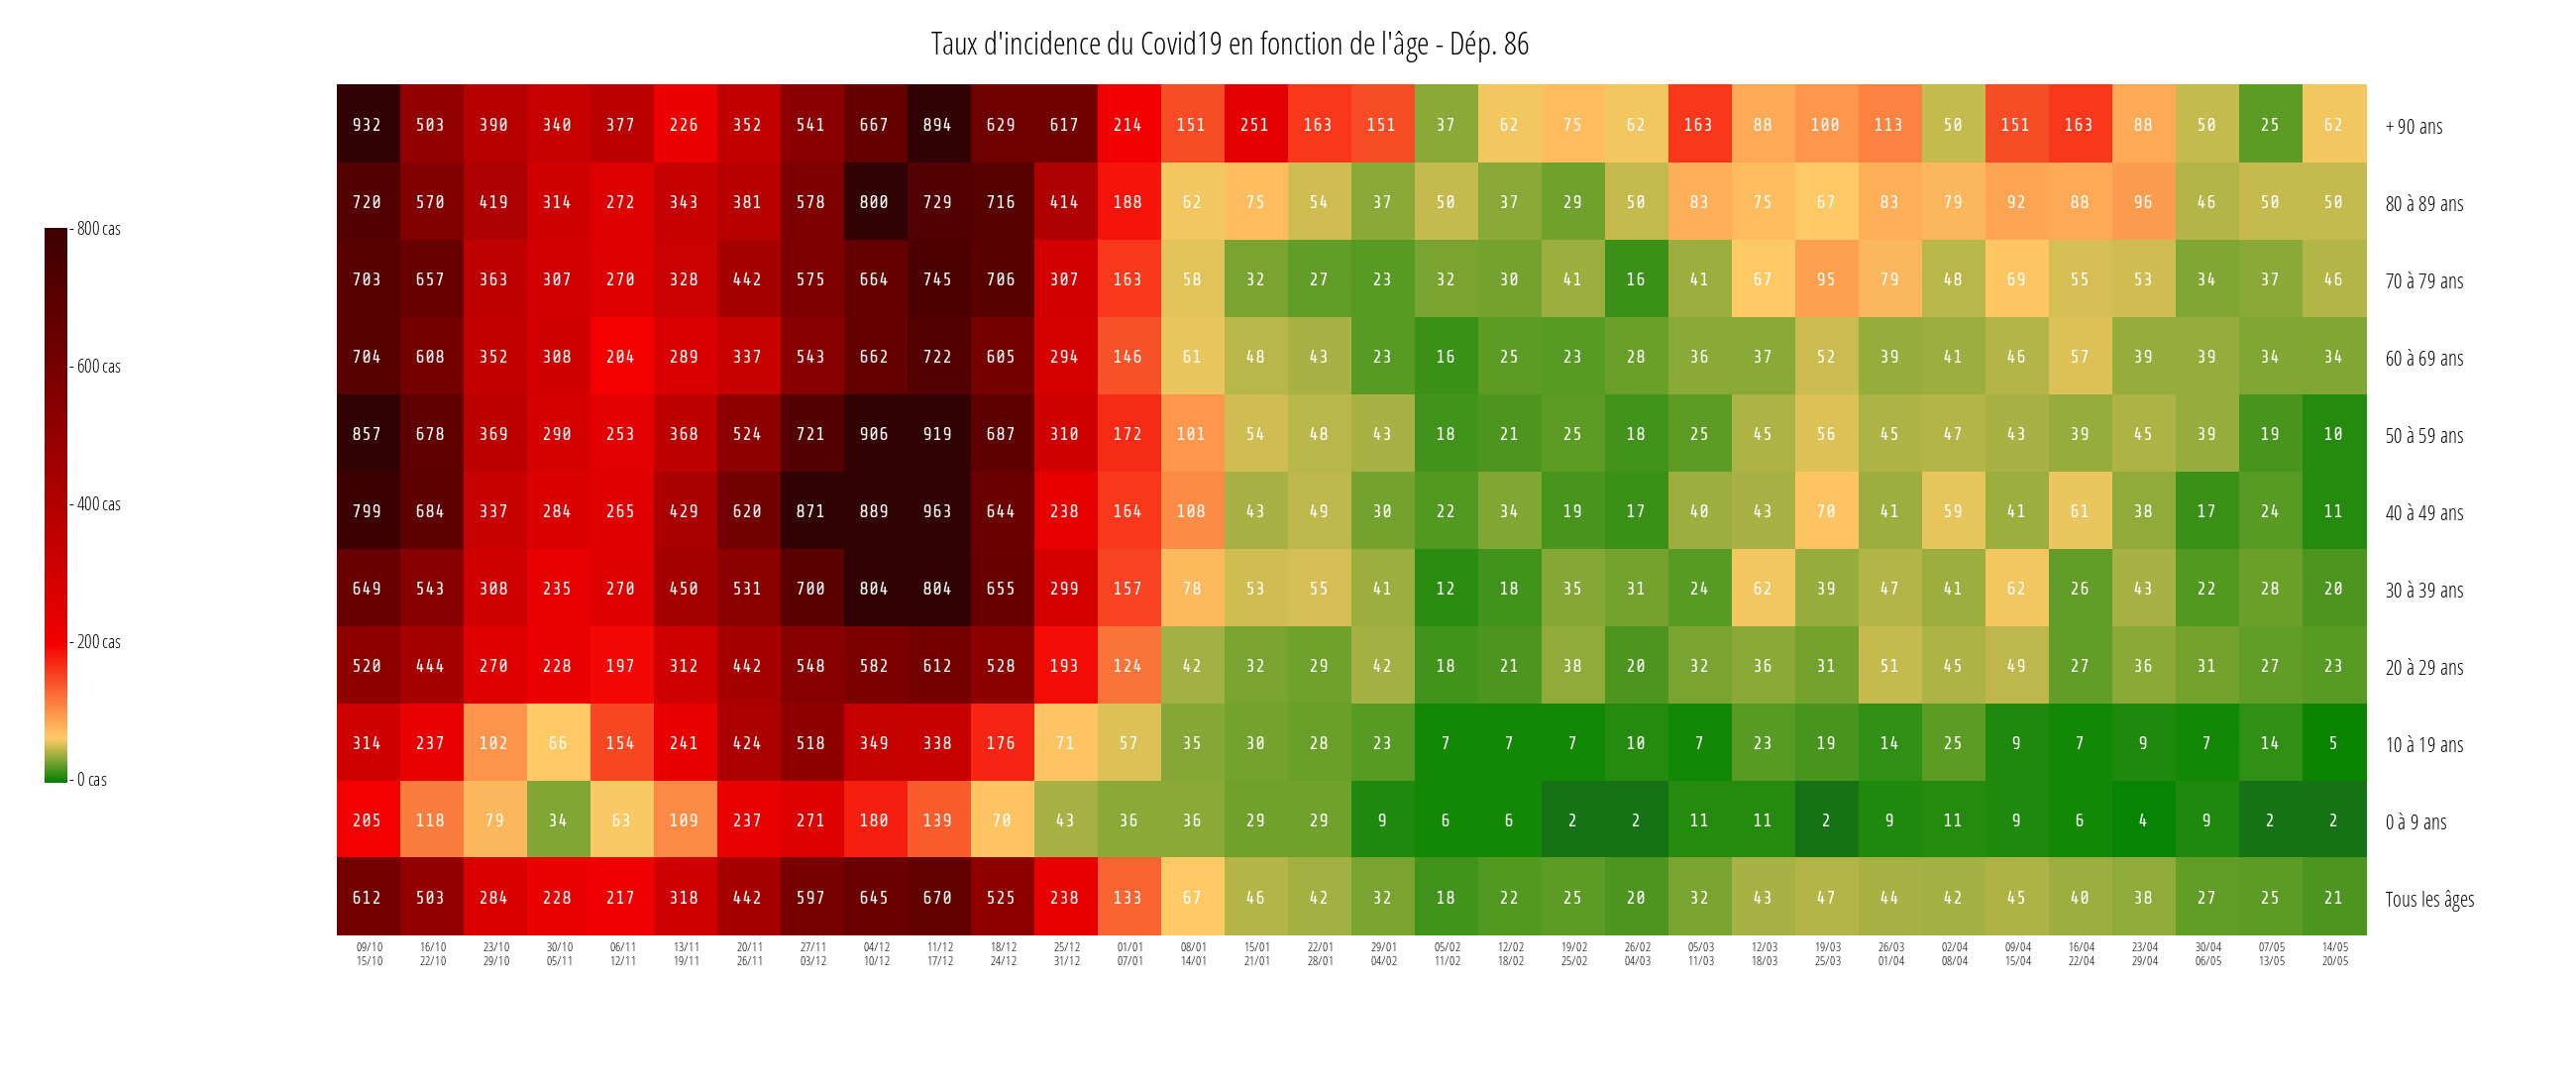 Taux d'incidence du Covid19 en fonction de l'âge - Dép. 86
- 800 cas
- 600 cas
- 400 cas
- 200 cas
- 0 cas
932 503 390 340 377 226 352 541 667 894 629 617 214 151 251 163 151 37 62 75 62 163 88 100 113 50 151 163 88 50 25 62 + 90 ans
720 570 419 314 272 343 381 578 800 729 716 414 188 62 75 54 37 50 37 29 50 83 75 67 83 79 92 88 96 46 50 50 80 à 89 ans
703 657 363 307 270 328 442 575 664 745 706 307 163 58 32 27 23 32 30 41 16 41 67 95 79 48 69 55 53 34 37 46 70 à 79 ans
704 608 352 308 204 289 337 543 662 722 605 294 146 61 48 43 23 16 25 23 28 36 37 52 39 41 46 57 39 39 34 34 60 à 69 ans
857 678 369 290 253 368 524 721 906 919 687 310 172 101 54 48 43 18 21 25 18 25 45 56 45 47 43 39 45 39 19 10 50 à 59 ans
799 684 337 284 265 429 620 871 889 963 644 238 164 108 43 49 30 22 34 19 17 40 43 70 41 59 41 61 38 17 24 11 40 à 49 ans
649 543 308 235 270 450 531 700 804 804 655 299 157 78 53 55 41 12 18 35 31 24 62 39 47 41 62 26 43 22 28 20 30 à 39 ans
520 444 270 228 197 312 442 548 582 612 528 193 124 42 32 29 42 18 21 38 20 32 36 31 51 45 49 27 36 31 27 23 20 à 29 ans
314 237 102 66 154 241 424 518 349 338 176 71 57 35 30 28 23 7 7 7 10 7 23 19 14 25 9 7 9 7 14 5 10 à 19 ans
205 118 79 34 63 109 237 271 180 139 70 43 36 36 29 29 9 6 6 2 2 11 11 2 9 11 9 6 4 9 2 2 0 à 9 ans
612 503 284 228 217 318 442 597 645 670 525 238 133 67 46 42 32 18 22 25 20 32 43 47 44 42 45 40 38 27 25 21 Tous les âges
09/10 16/10 23/10 30/10 06/11 13/11 20/11 27/11 04/12 11/12 18/12 25/12 01/01 08/01 15/01 22/01 29/01 05/02 12/02 19/02 26/02 05/03 12/03 19/03 26/03 02/04 09/04 16/04 23/04 30/04 07/05 14/05
15/10 22/10 29/10 05/11 12/11 19/11 26/11 03/12 10/12 17/12 24/12 31/12 07/01 14/01 21/01 28/01 04/02 11/02 18/02 25/02 04/03 11/03 18/03 25/03 01/04 08/04 15/04 22/04 29/04 06/05 13/05 20/05